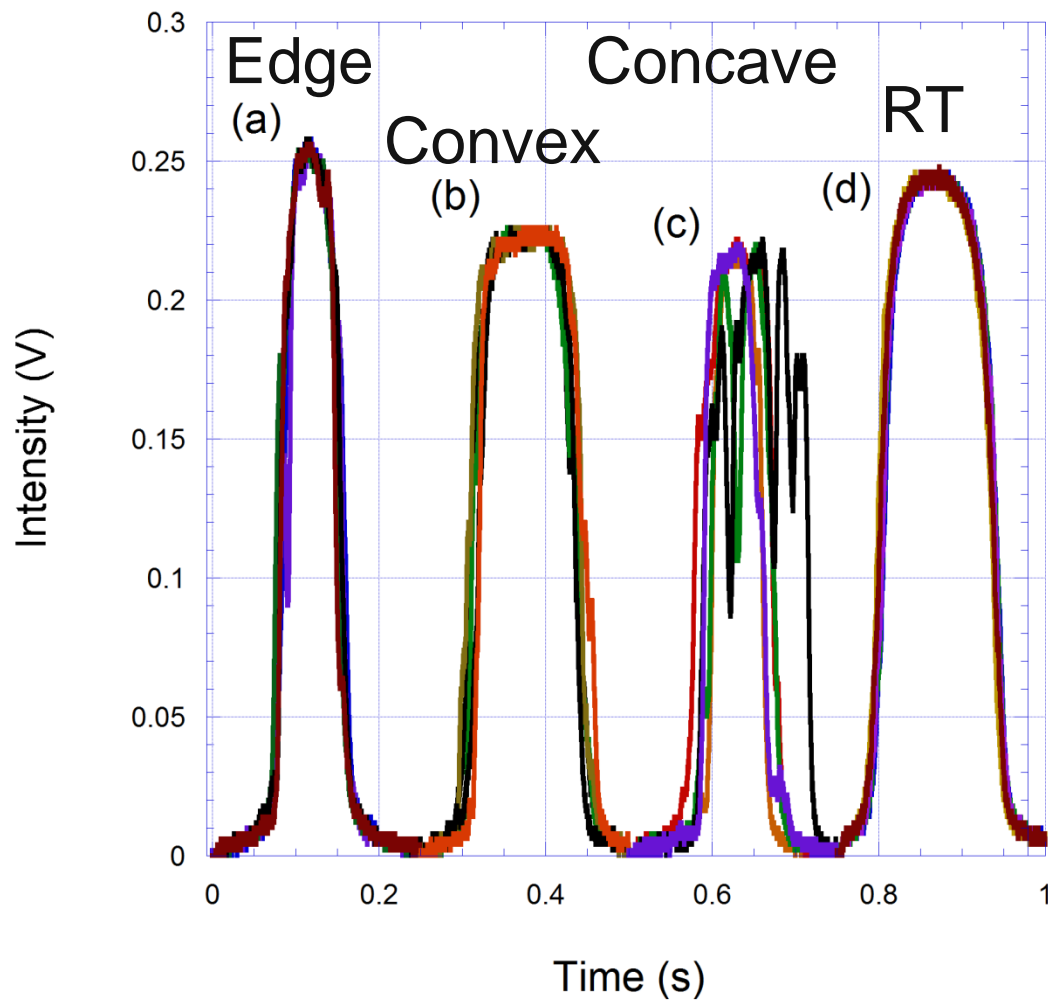 0.3
Edge
Concave
(a)
RT
Convex
0.25
(b)
(c)
(d)
0.2
Intensity (V)
0.15
0.1
0.05
0
0
0.2
0.4
0.6
0.8
1
Time (s)